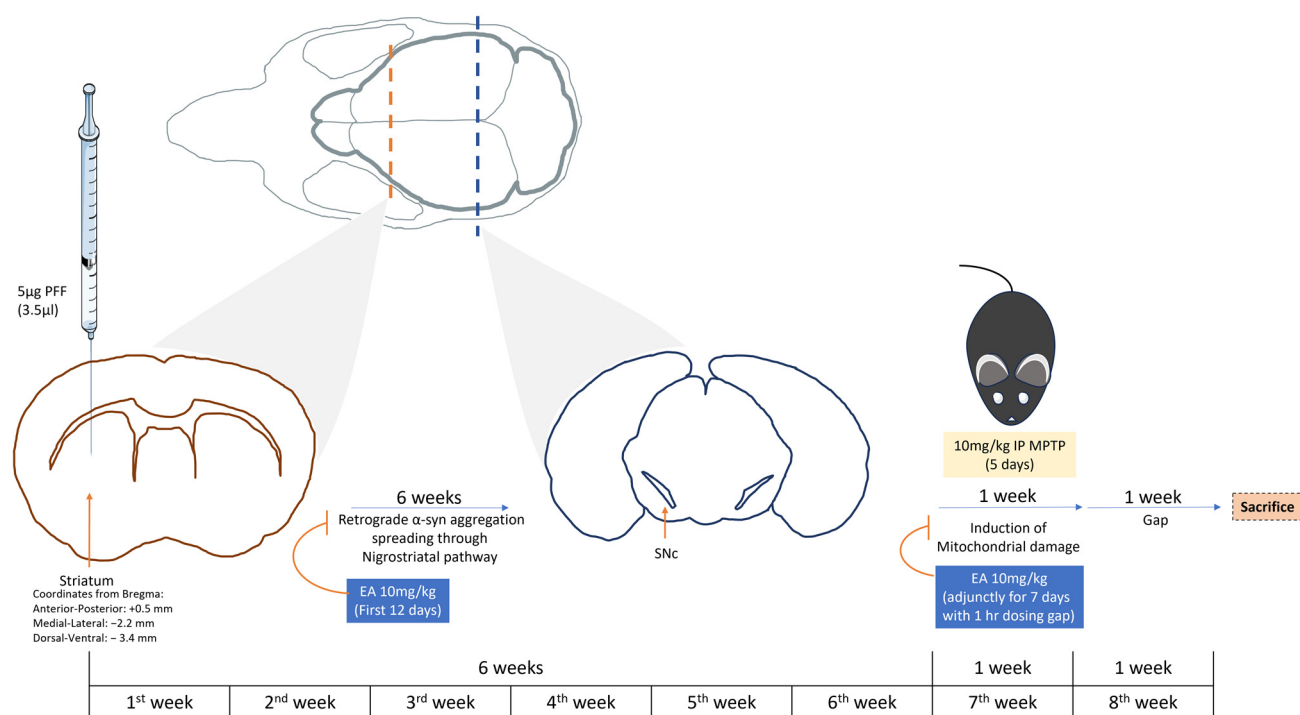 5µg PFF
(3.5µl)
Striatum
Coordinates from Bregma:
Anterior-Posterior: +0.5 mm
Medial-Lateral: −2.2 mm
Dorsal-Ventral: − 3.4 mm
6 weeks
Retrograde α-syn aggregation
spreading through
Nigrostriatal pathway
EA 10mg/kg
(First 12 days)
SNc
10mg/kg IP MPTP
(5 days)
1 week
Induction of
Mitochondrial damage
EA 10mg/kg
(adjunctly for 7 days
with 1 hr dosing gap)
1 week
Gap
Sacrifice
6 weeks
1 week
1 week
1st week
2nd week
3rd week
4th week
5th week
6th week
7th week
8th week